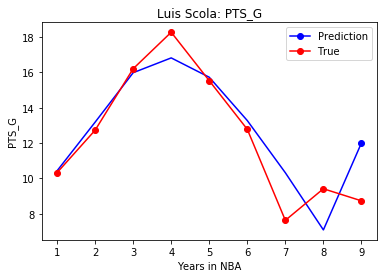 Luis Scola: PTS_G
Prediction
True
18
16
14
12
10
8
PTS_G
1 2 3 4 5 6 7 8 9
Years in NBA